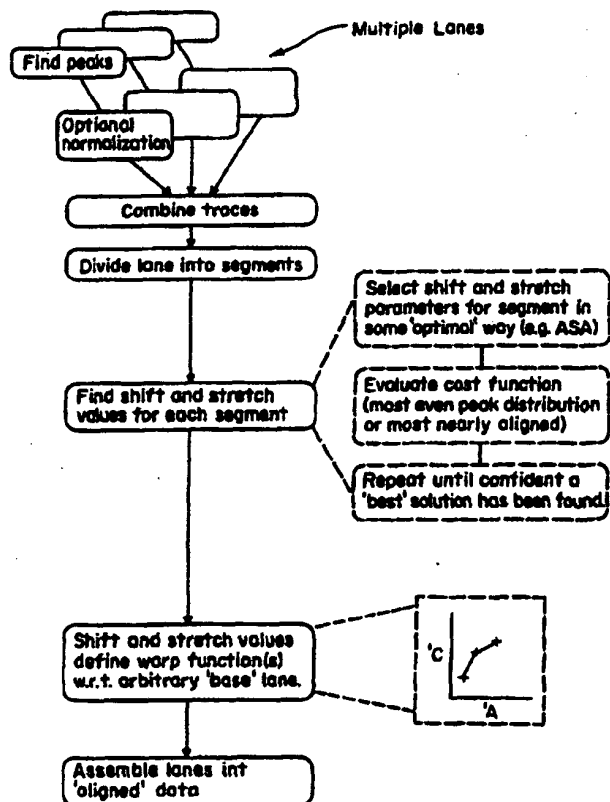 Multiple Lanes
Find peaks
Optional
normalization
Combine traces
Divide lane into segments
Select shift and stretch
parameters for segment in
some 'optimal' way (e.g. ASA)
Find shift and stretch
values for each segment
Evaluate cost function
(most even peak distribution
or most nearly aligned)
Repeat until confident a
'best' solution has been found.
Shift and stretch values
define warp function(s)
w.r.t. arbitrary 'base' lane.
'C
'A
Assemble lanes int
'aligned' data